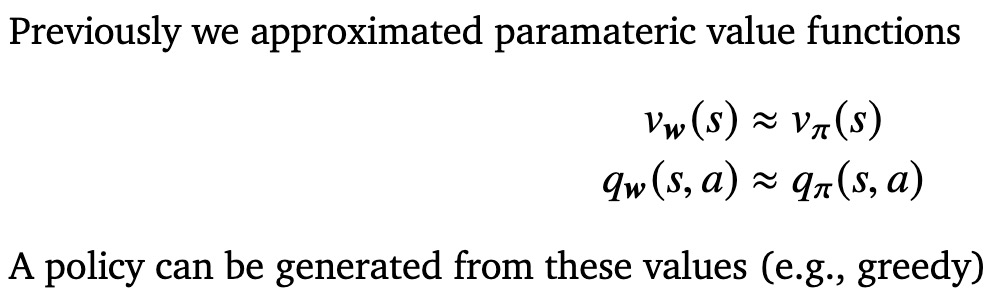 Previously we approximated paramateric value functions
v_w(s) ≈ v_π(s)
q_w(s, a) ≈ q_π(s, a)
A policy can be generated from these values (e.g., greedy)